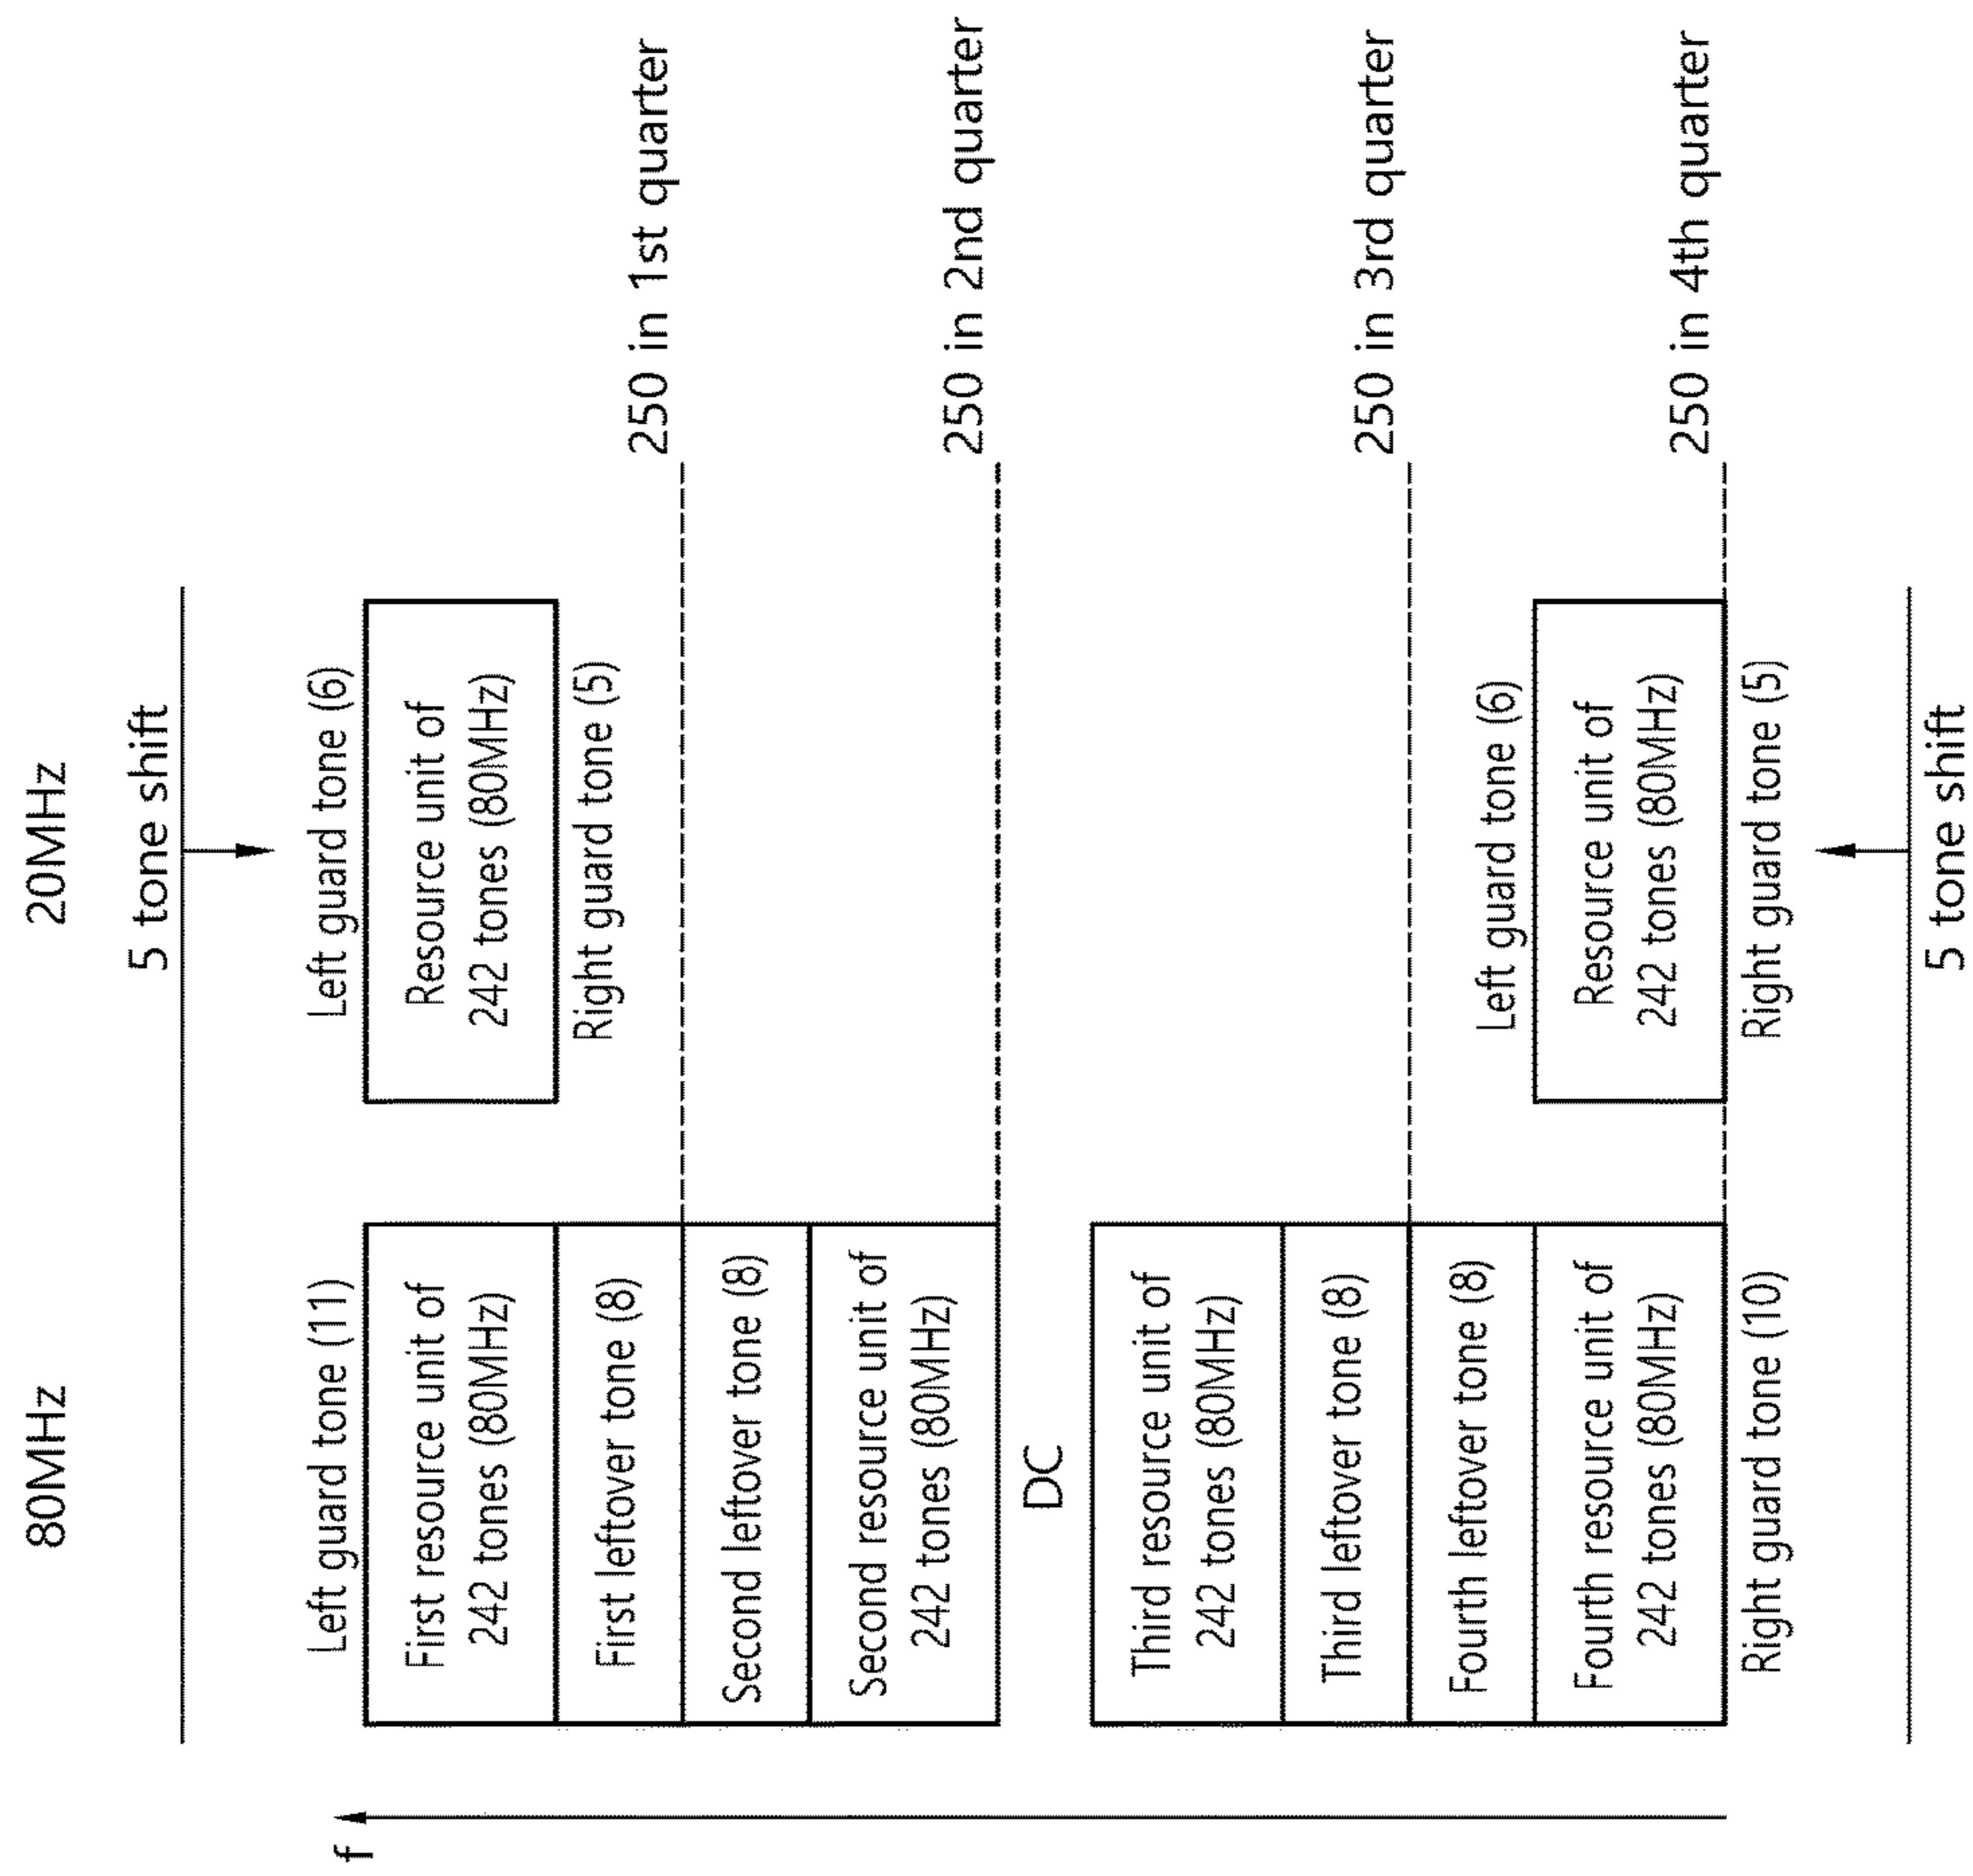 80MHz
20MHz
5 tone shift
Left guard tone (11)
First resource unit of
242 tones (80MHz)
First leftover tone (8)
Second leftover tone (8)
Second resource unit of
242 tones (80MHz)
DC
Third resource unit of
242 tones (80MHz)
Third leftover tone (8)
Fourth leftover tone (8)
Fourth resource unit of
242 tones (80MHz)
Right guard tone (10)
Left guard tone (6)
Resource unit of
242 tones (80MHz)
Right guard tone (5)
Left guard tone (6)
Resource unit of
242 tones (80MHz)
Right guard tone (5)
5 tone shift
250 in 1st quarter
250 in 2nd quarter
250 in 3rd quarter
250 in 4th quarter
f